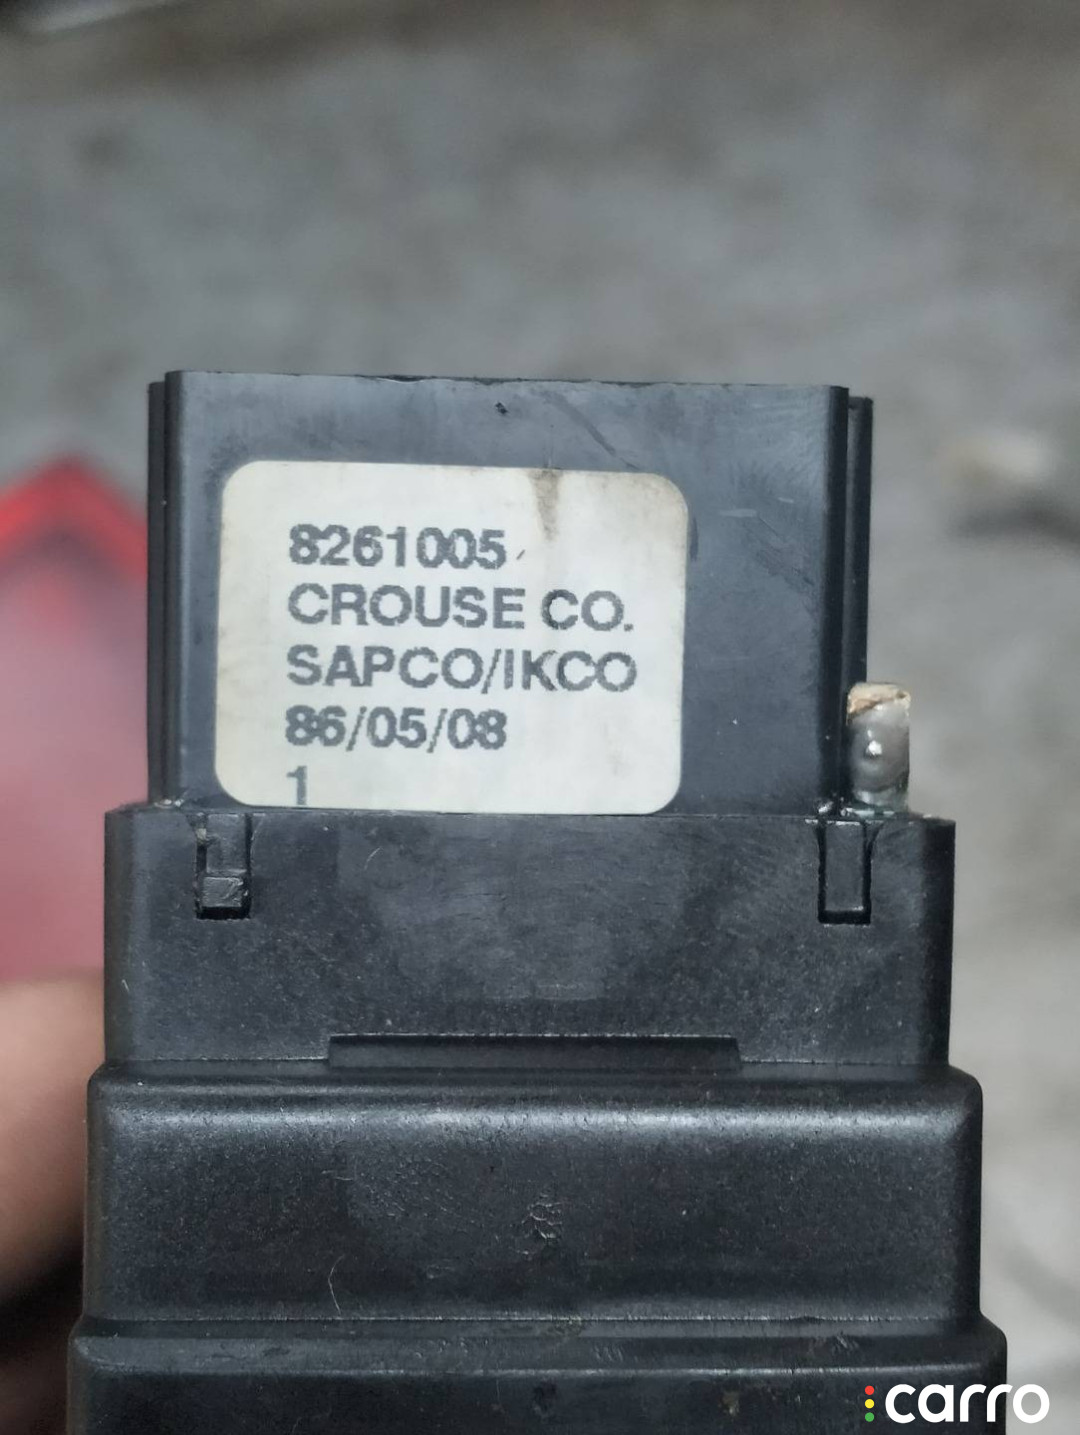 8261005
CROUSE CO.
SAPCO/IKCO
86/05/08
1
carro